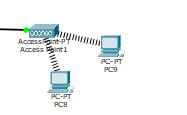 AccessPoint-PT
Access Point1
PC-PT
PC9
PC-PT
PC8